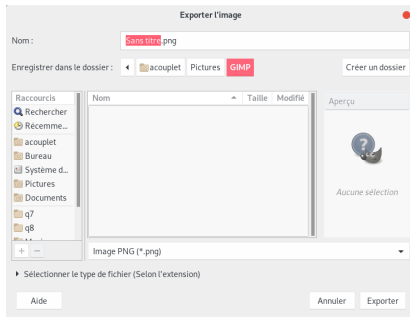 Exporter l'image
Nom :
Sans titre.png
Enregistrer dans le dossier :
acouplet
Pictures
GIMP
Créer un dossier
Raccourcis
Rechercher
Récemme...
acouplet
Bureau
Système d...
Pictures
Documents
q7
q8
Nom
Taille
Modifié
Aperçu
Aucune sélection
Image PNG (*.png)
Sélectionner le type de fichier (Selon l'extension)
Aide
Annuler
Exporter